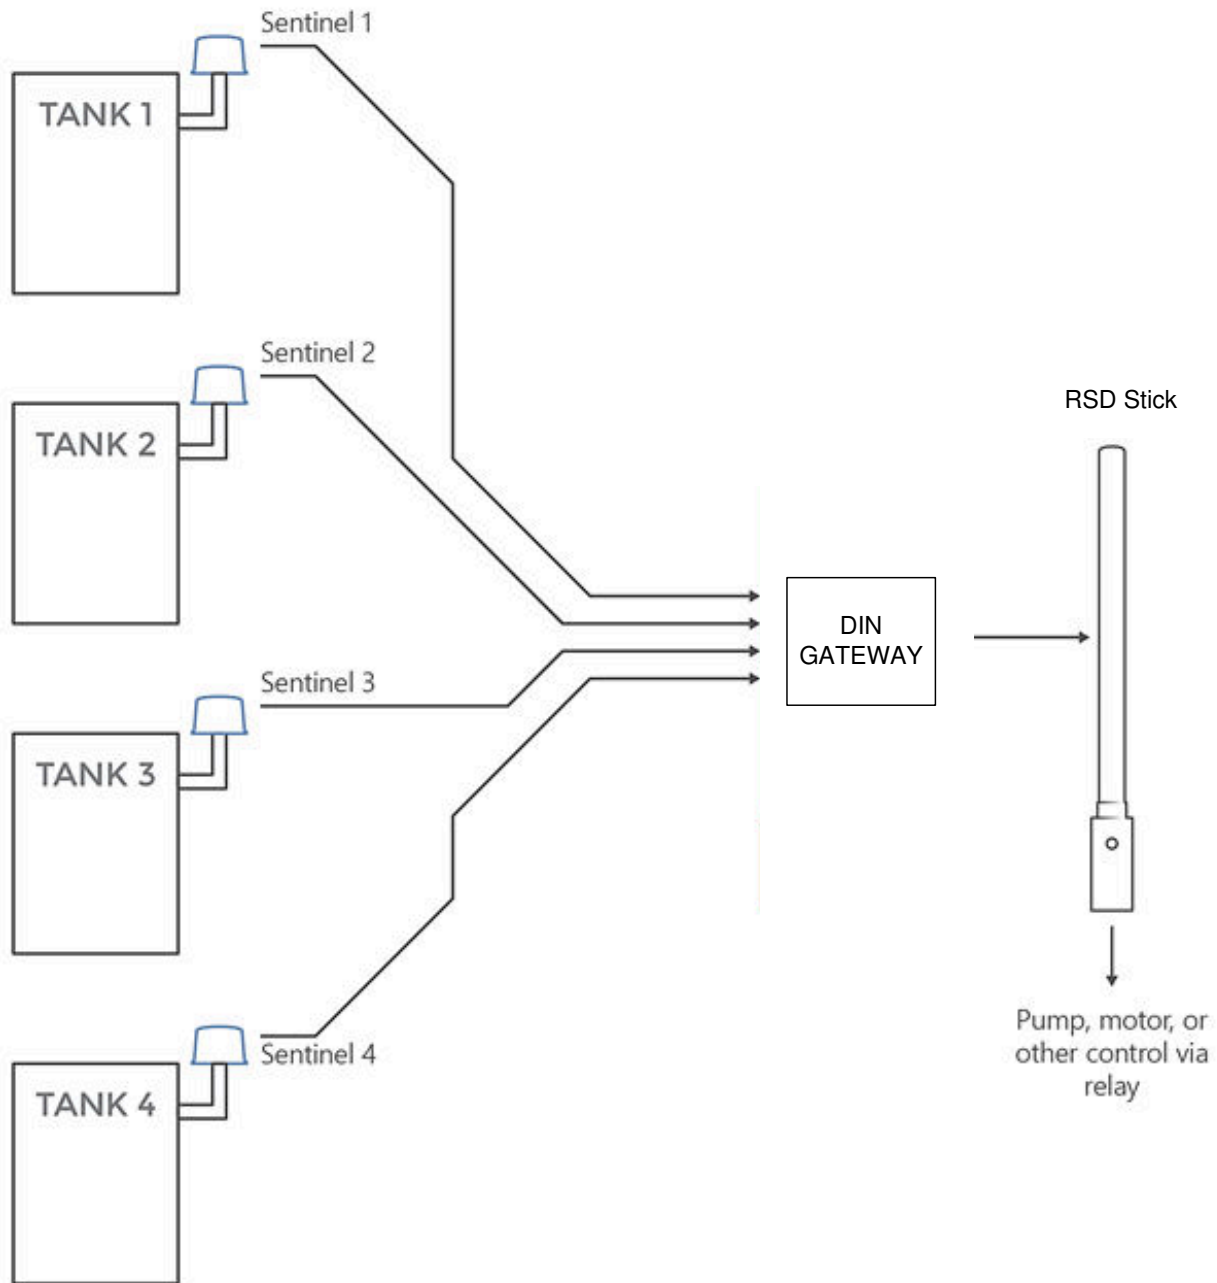 Sentinel 1
TANK 1
Sentinel 2
TANK 2
RSD Stick
DIN
GATEWAY
Sentinel 3
TANK 3
Pump, motor, or
other control via
relay
Sentinel 4
TANK 4